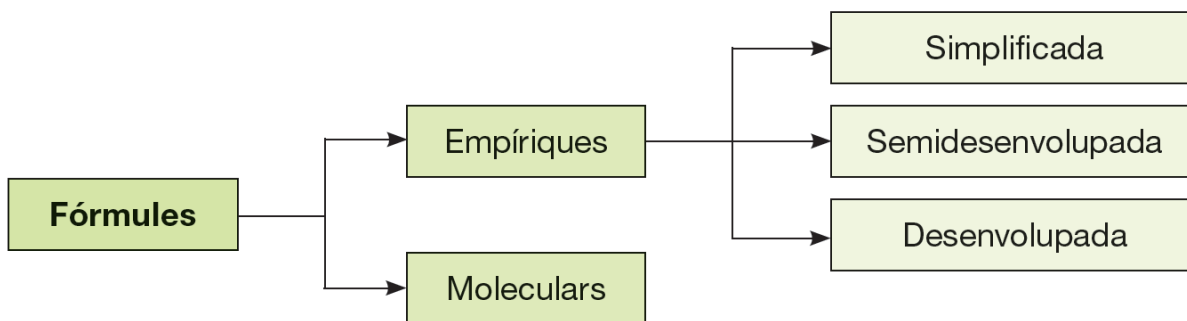 Simplificada
Empíriques
Semidesenvolupada
Fórmules
Desenvolupada
Moleculars